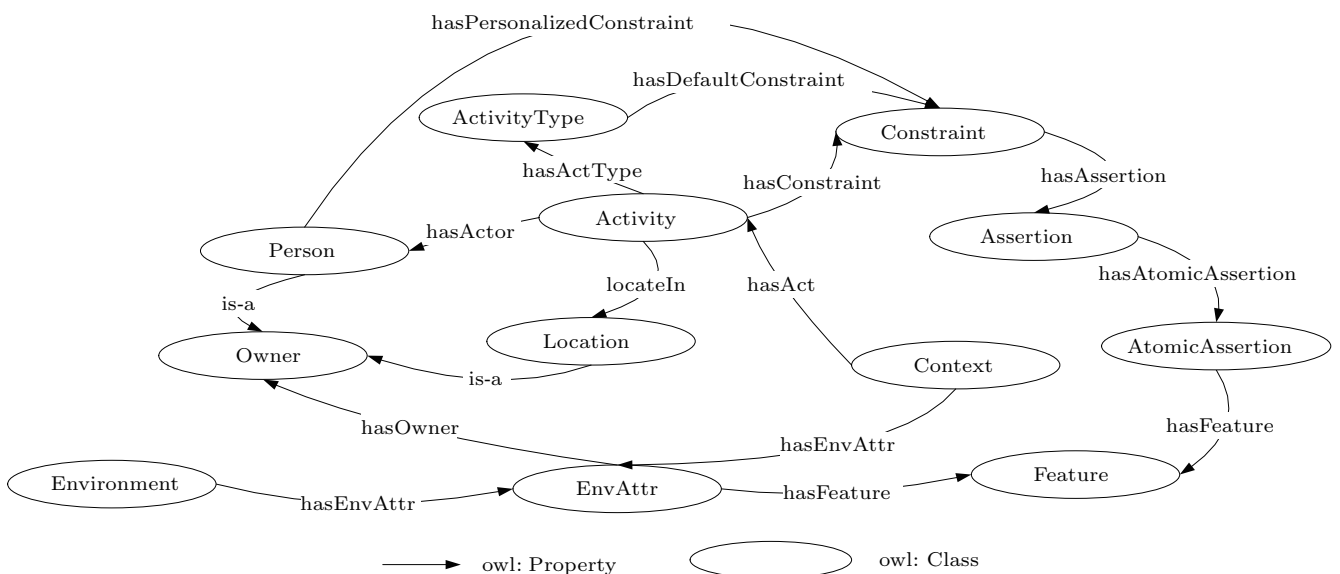 hasPersonalizedConstraint
hasDefaultConstraint
ActivityType
Constraint
hasActType
hasConstraint
hasAssertion
Activity
hasActor
Person
Assertion
hasAtomicAssertion
is-a
locateIn
hasAct
Owner
Location
AtomicAssertion
Context
is-a
hasOwner
hasEnvAttr
hasFeature
Environment
EnvAttr
Feature
hasEnvAttr
hasFeature
owl: Property
owl: Class